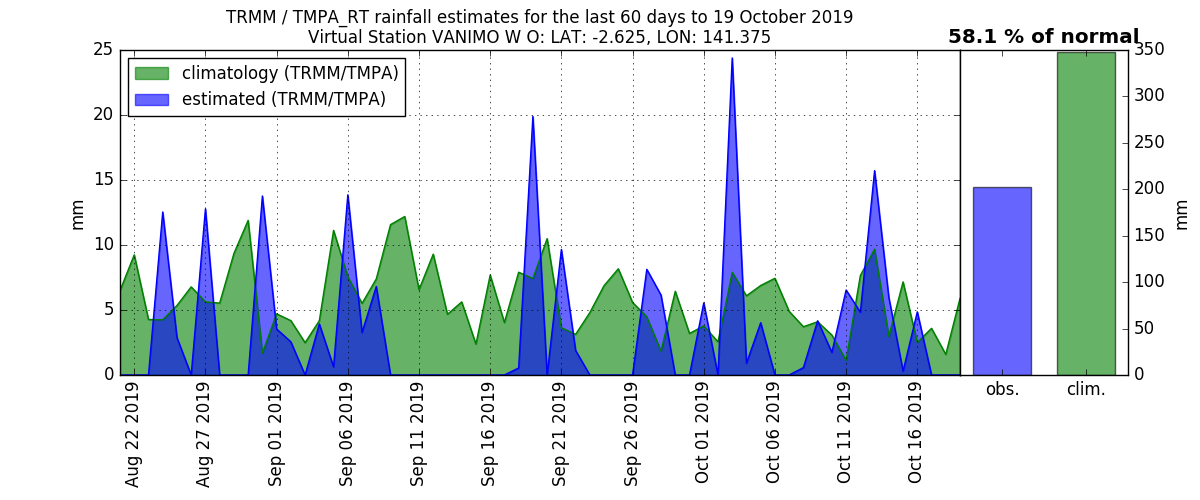 TRMM / TMPA_RT rainfall estimates for the last 60 days to 19 October 2019
Virtual Station VANIMO W O: LAT: -2.625, LON: 141.375
58.1 % of normal
climatology (TRMM/TMPA)
estimated (TRMM/TMPA)
25
20
15
10
5
0
mm
Aug 22 2019
Aug 27 2019
Sep 01 2019
Sep 06 2019
Sep 11 2019
Sep 16 2019
Sep 21 2019
Sep 26 2019
Oct 01 2019
Oct 06 2019
Oct 11 2019
Oct 16 2019
350
300
250
200
150
100
50
0
mm
obs.
clim.